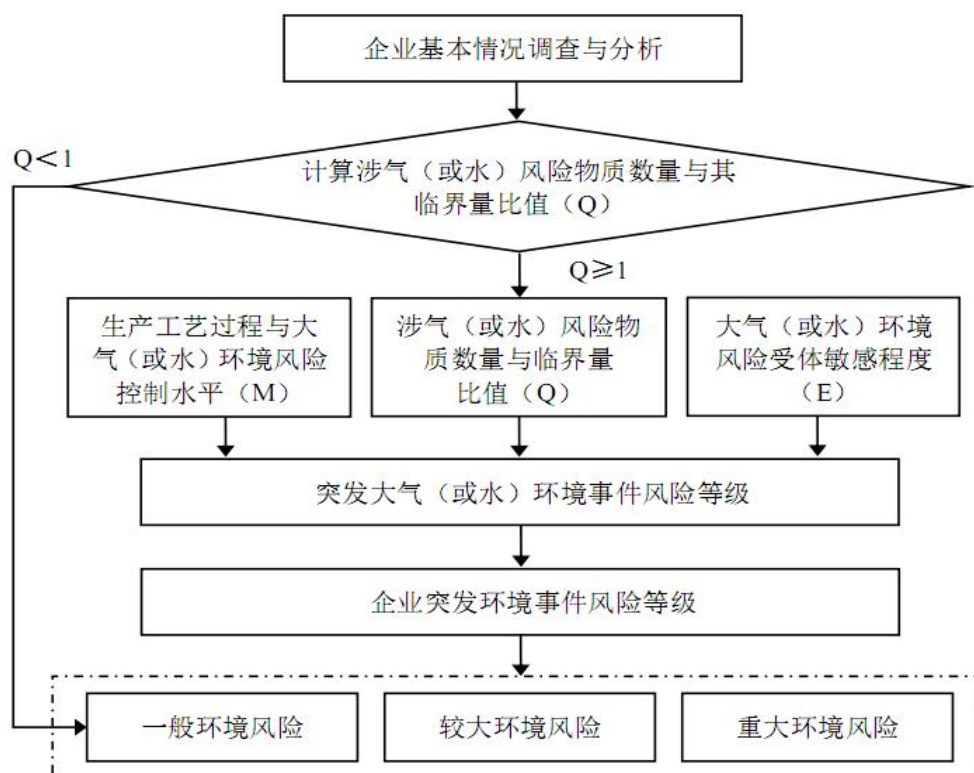 企业基本情况调查与分析
Q＜1
计算涉气（或水）风险物质数量与其
临界量比值（Q）
Q≥1
生产工艺过程与大
气（或水）环境风险
控制水平（M）
涉气（或水）风险物
质数量与临界量
比值（Q）
大气（或水）环境
风险受体敏感程度
（E）
突发大气（或水）环境事件风险等级
企业突发环境事件风险等级
一般环境风险
较大环境风险
重大环境风险